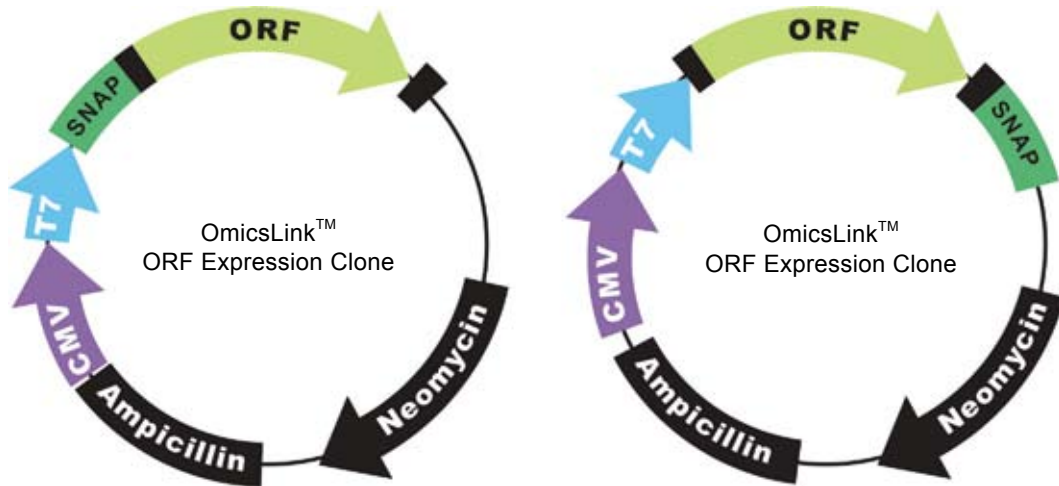 ORF
SNAP
T7
OmicsLink™
ORF Expression Clone
CMV
Ampicillin
Neomycin
ORF
SNAP
T7
OmicsLink™
ORF Expression Clone
CMV
Ampicillin
Neomycin